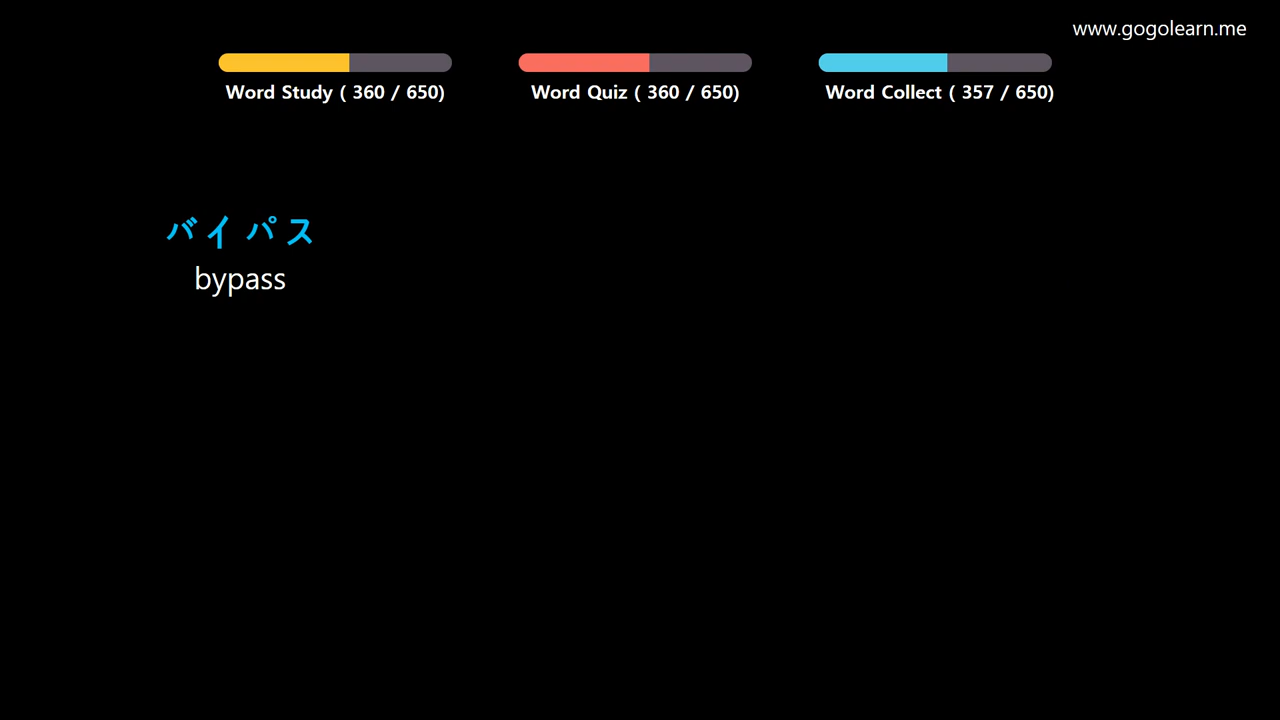 www.gogolearn.me
Word Study ( 360 / 650)
Word Quiz ( 360 / 650)
Word Collect ( 357 / 650)
バイパス
bypass